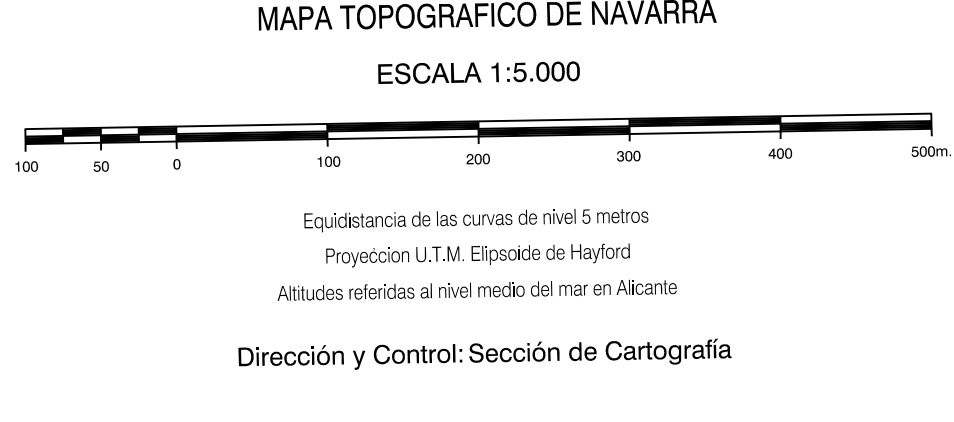 MAPA TOPOGRAFICO DE NAVARRA
ESCALA 1:5.000
100 50 0 100 200 300 400 500m.
Equidistancia de las curvas de nivel 5 metros
Proyeccion U.T.M. Elipsoide de Hayford
Altitudes referidas al nivel medio del mar en Alicante
Dirección y Control: Sección de Cartografía